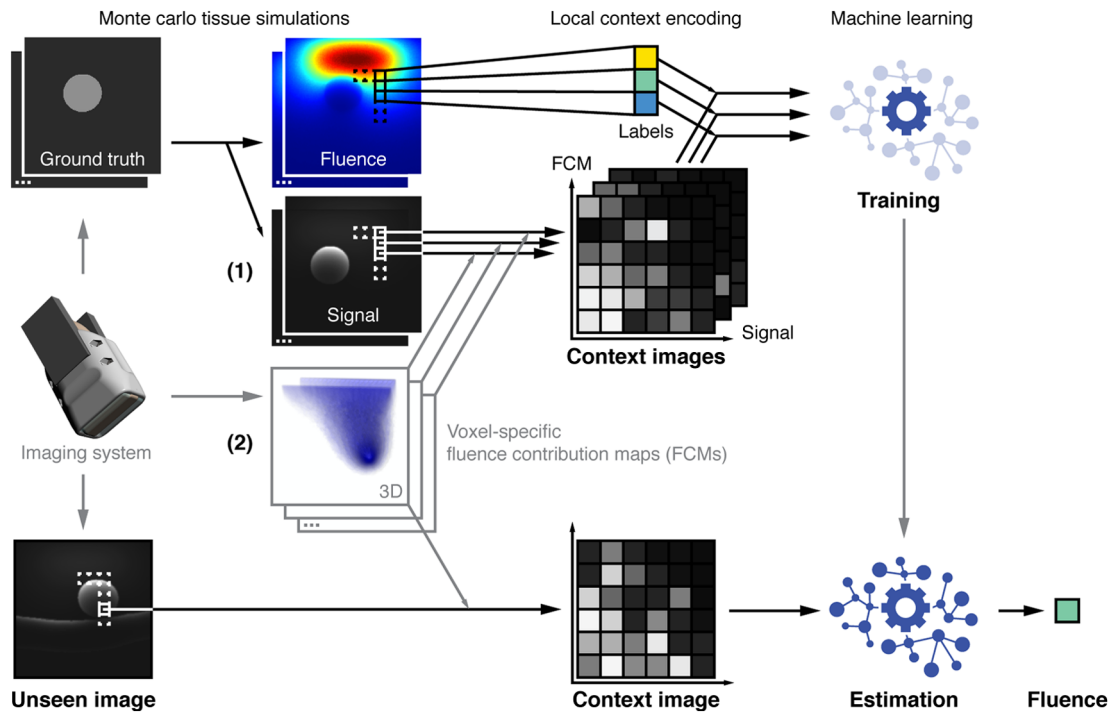 Monte carlo tissue simulations
Local context encoding
Machine learning
Ground truth
Fluence
Labels
FCM
Training
(1)
Signal
Signal
Context images
Imaging system
(2)
Voxel-specific
fluence contribution maps (FCMs)
3D
Unseen image
Context image
Estimation
Fluence